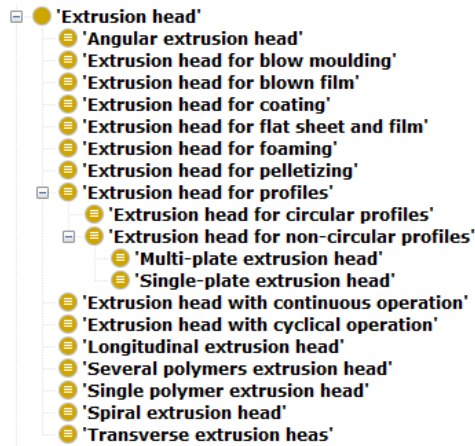 'Extrusion head'
'Angular extrusion head'
'Extrusion head for blow moulding'
'Extrusion head for blown film'
'Extrusion head for coating'
'Extrusion head for flat sheet and film'
'Extrusion head for foaming'
'Extrusion head for pelletizing'
'Extrusion head for profiles'
'Extrusion head for circular profiles'
'Extrusion head for non-circular profiles'
'Multi-plate extrusion head'
'Single-plate extrusion head'
'Extrusion head with continuous operation'
'Extrusion head with cyclical operation'
'Longitudinal extrusion head'
'Several polymers extrusion head'
'Single polymer extrusion head'
'Spiral extrusion head'
'Transverse extrusion heas'